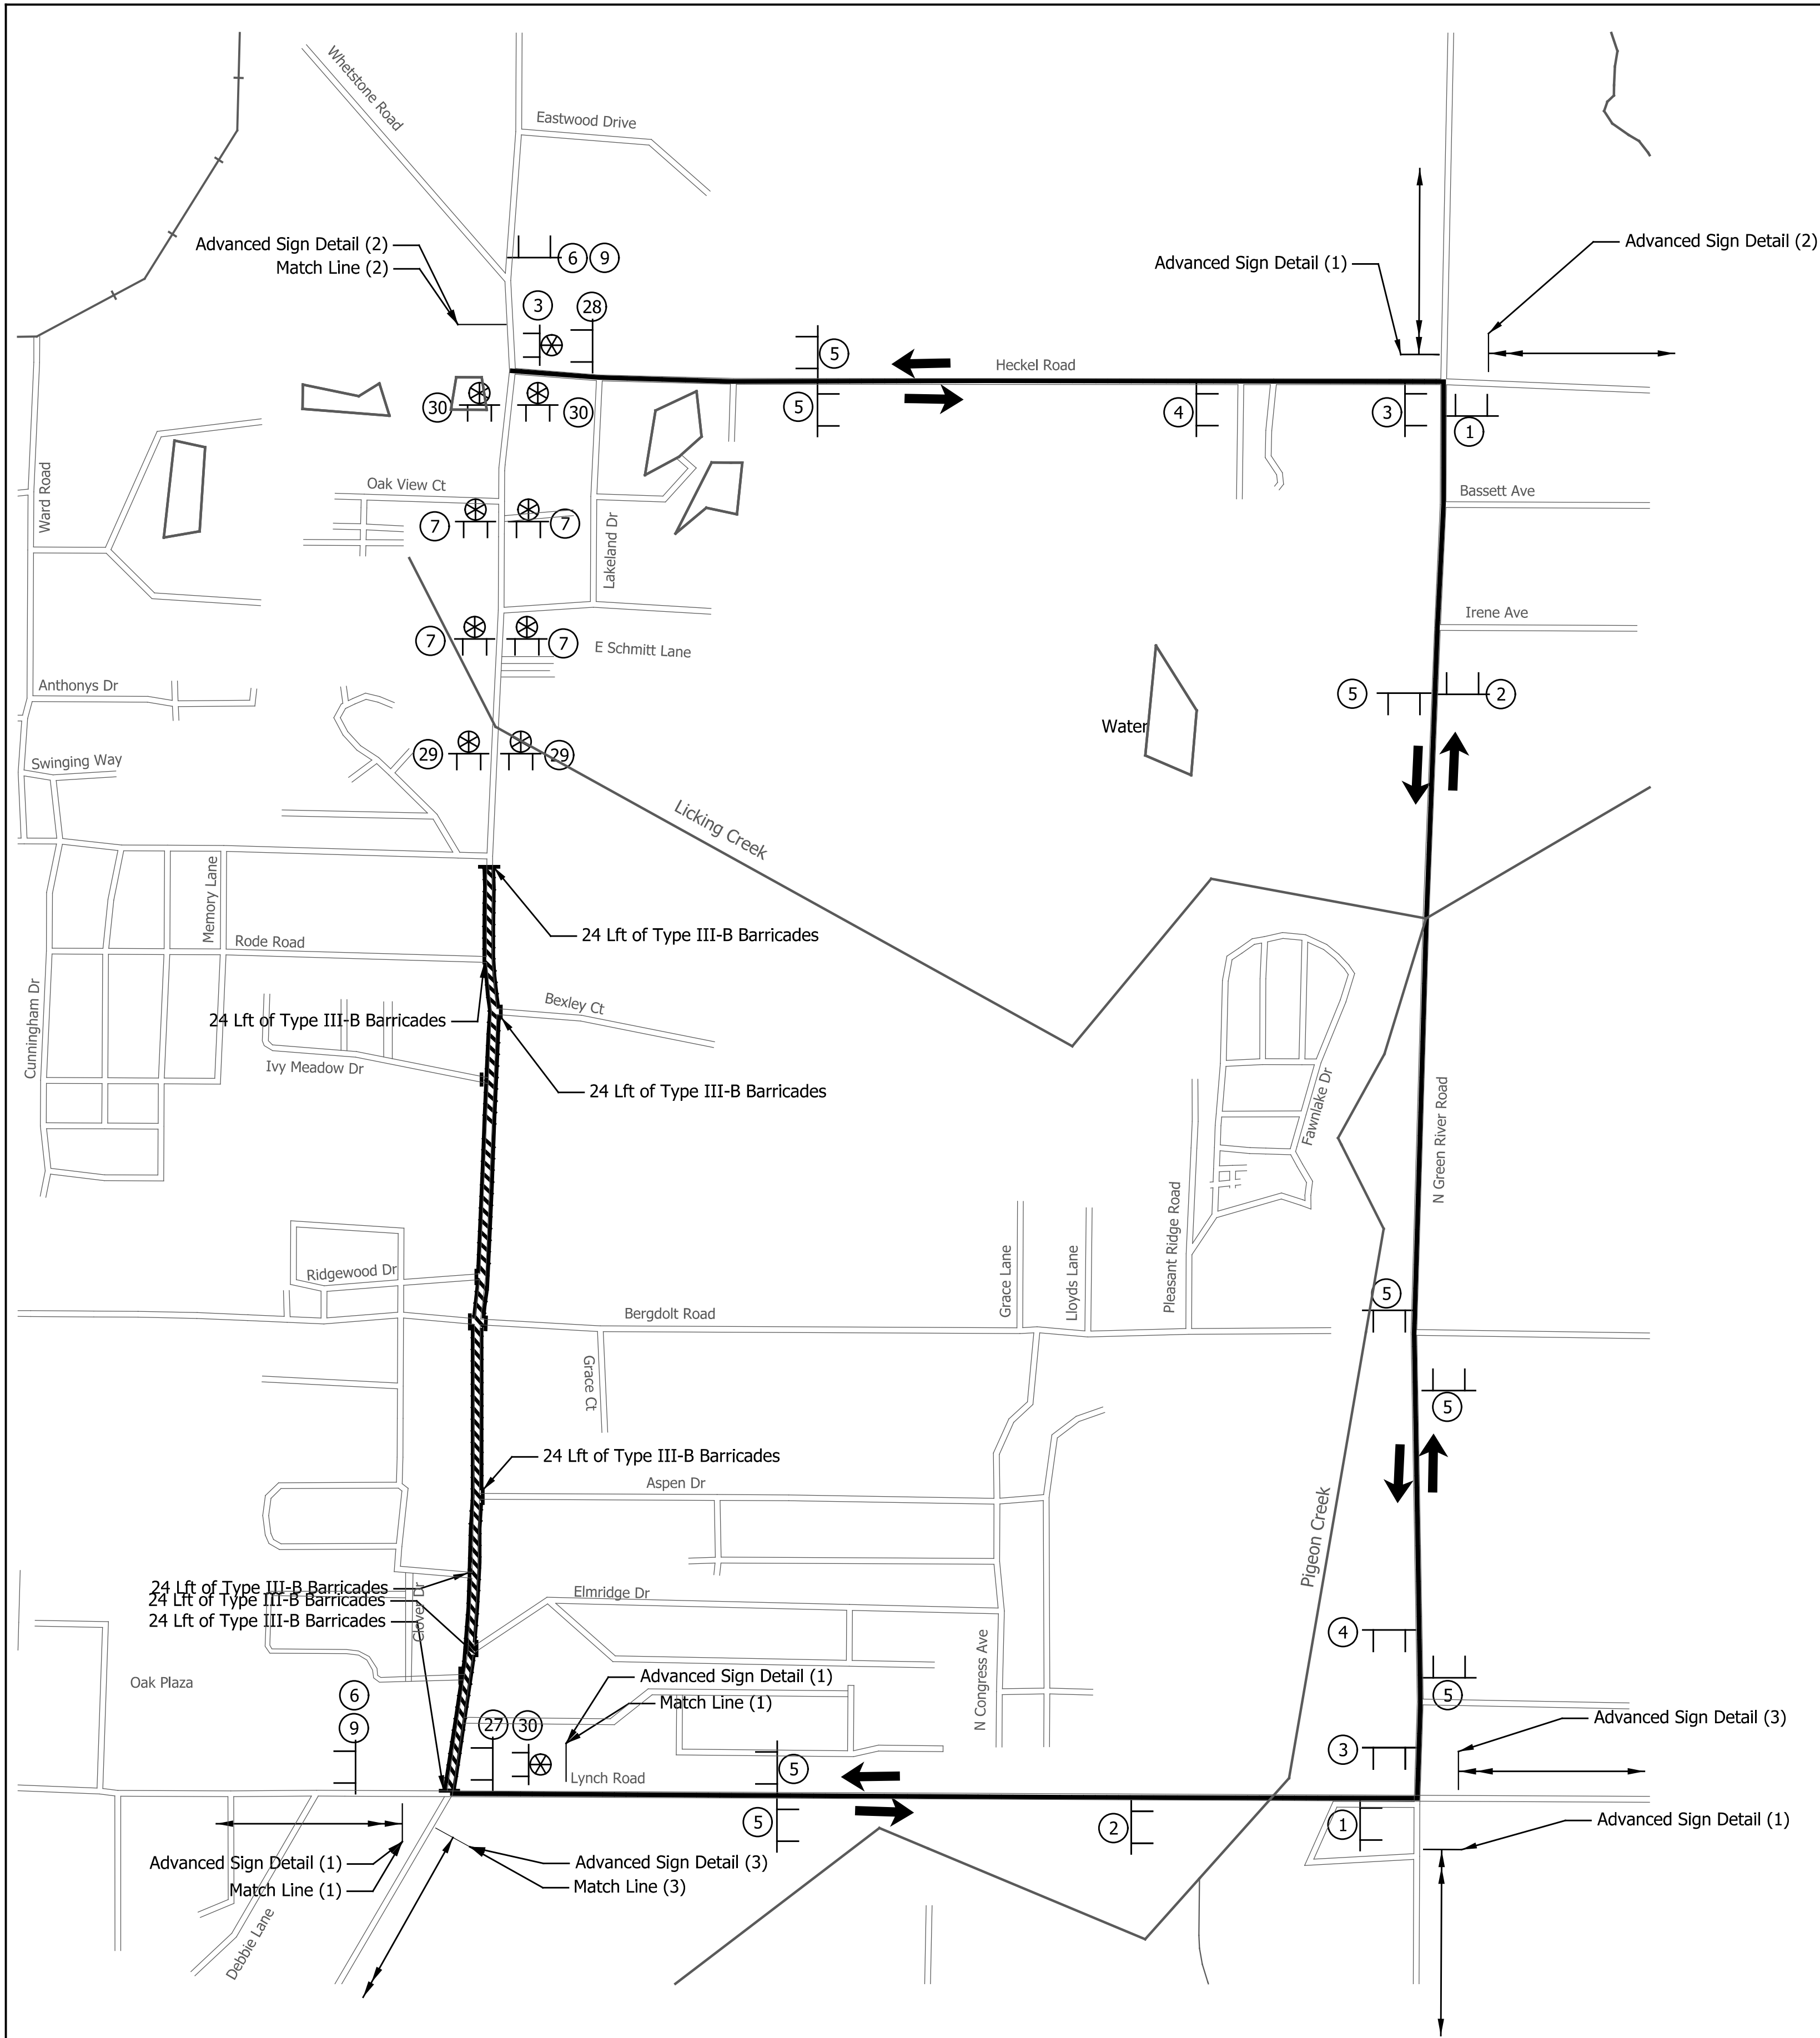 Whetstone Road
Eastwood Drive
Advanced Sign Detail (2)
Match Line (2)
6
9
Advanced Sign Detail (1)
Advanced Sign Detail (2)
3
28
5
Heckel Road
30
30
5
4
3
1
Ward Road
Oak View Ct
7
7
Lakeland Dr
Bassett Ave
7
7
E Schmitt Lane
Irene Ave
Anthonys Dr
5
2
Water
Swinging Way
29
29
Licking Creek
Memory Lane
Rode Road
24 Lft of Type III-B Barricades
Cunningham Dr
24 Lft of Type III-B Barricades
Bexley Ct
Ivy Meadow Dr
24 Lft of Type III-B Barricades
Fawnlake Dr
N Green River Road
Pleasant Ridge Road
Grace Lane
Lloyds Lane
Ridgewood Dr
5
Bergdolt Road
Grace Ct
5
24 Lft of Type III-B Barricades
Aspen Dr
Pigeon Creek
24 Lft of Type III-B Barricades
24 Lft of Type III-B Barricades
24 Lft of Type III-B Barricades
Clover Dr
Elmridge Dr
4
N Congress Ave
Oak Plaza
6
9
Advanced Sign Detail (1)
Match Line (1)
5
27
30
Advanced Sign Detail (3)
3
Lynch Road
5
5
2
1
Advanced Sign Detail (1)
Advanced Sign Detail (1)
Match Line (1)
Advanced Sign Detail (3)
Match Line (3)
Debbie Lane